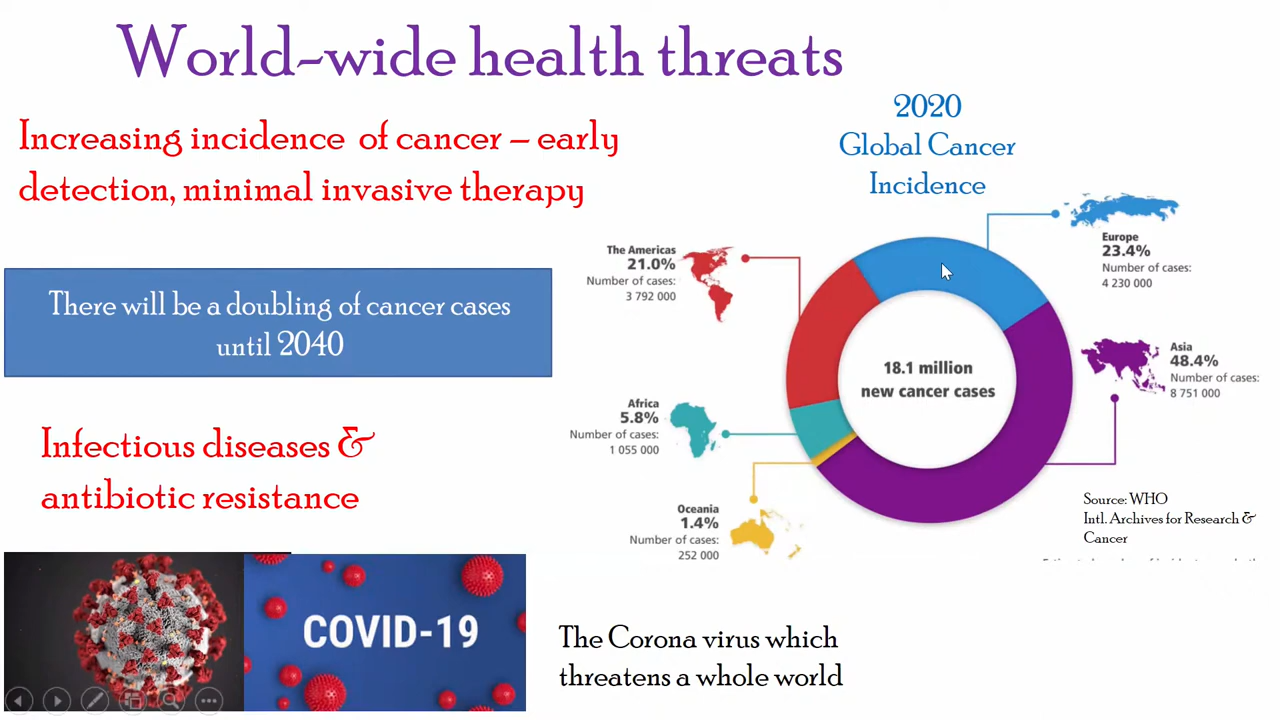 World-wide health threats
Increasing incidence of cancer – early
detection, minimal invasive therapy
There will be a doubling of cancer cases
until 2040
Infectious diseases &
antibiotic resistance
COVID-19
The Corona virus which
threatens a whole world
2020
Global Cancer
Incidence
The Americas
21.0%
Number of cases:
3 792 000
Europe
23.4%
Number of cases:
4 230 000
18.1 million
new cancer cases
Asia
48.4%
Number of cases:
8 751 000
Africa
5.8%
Number of cases:
1 055 000
Oceania
1.4%
Number of cases:
252 000
Source: WHO
Intl. Archives for Research &
Cancer